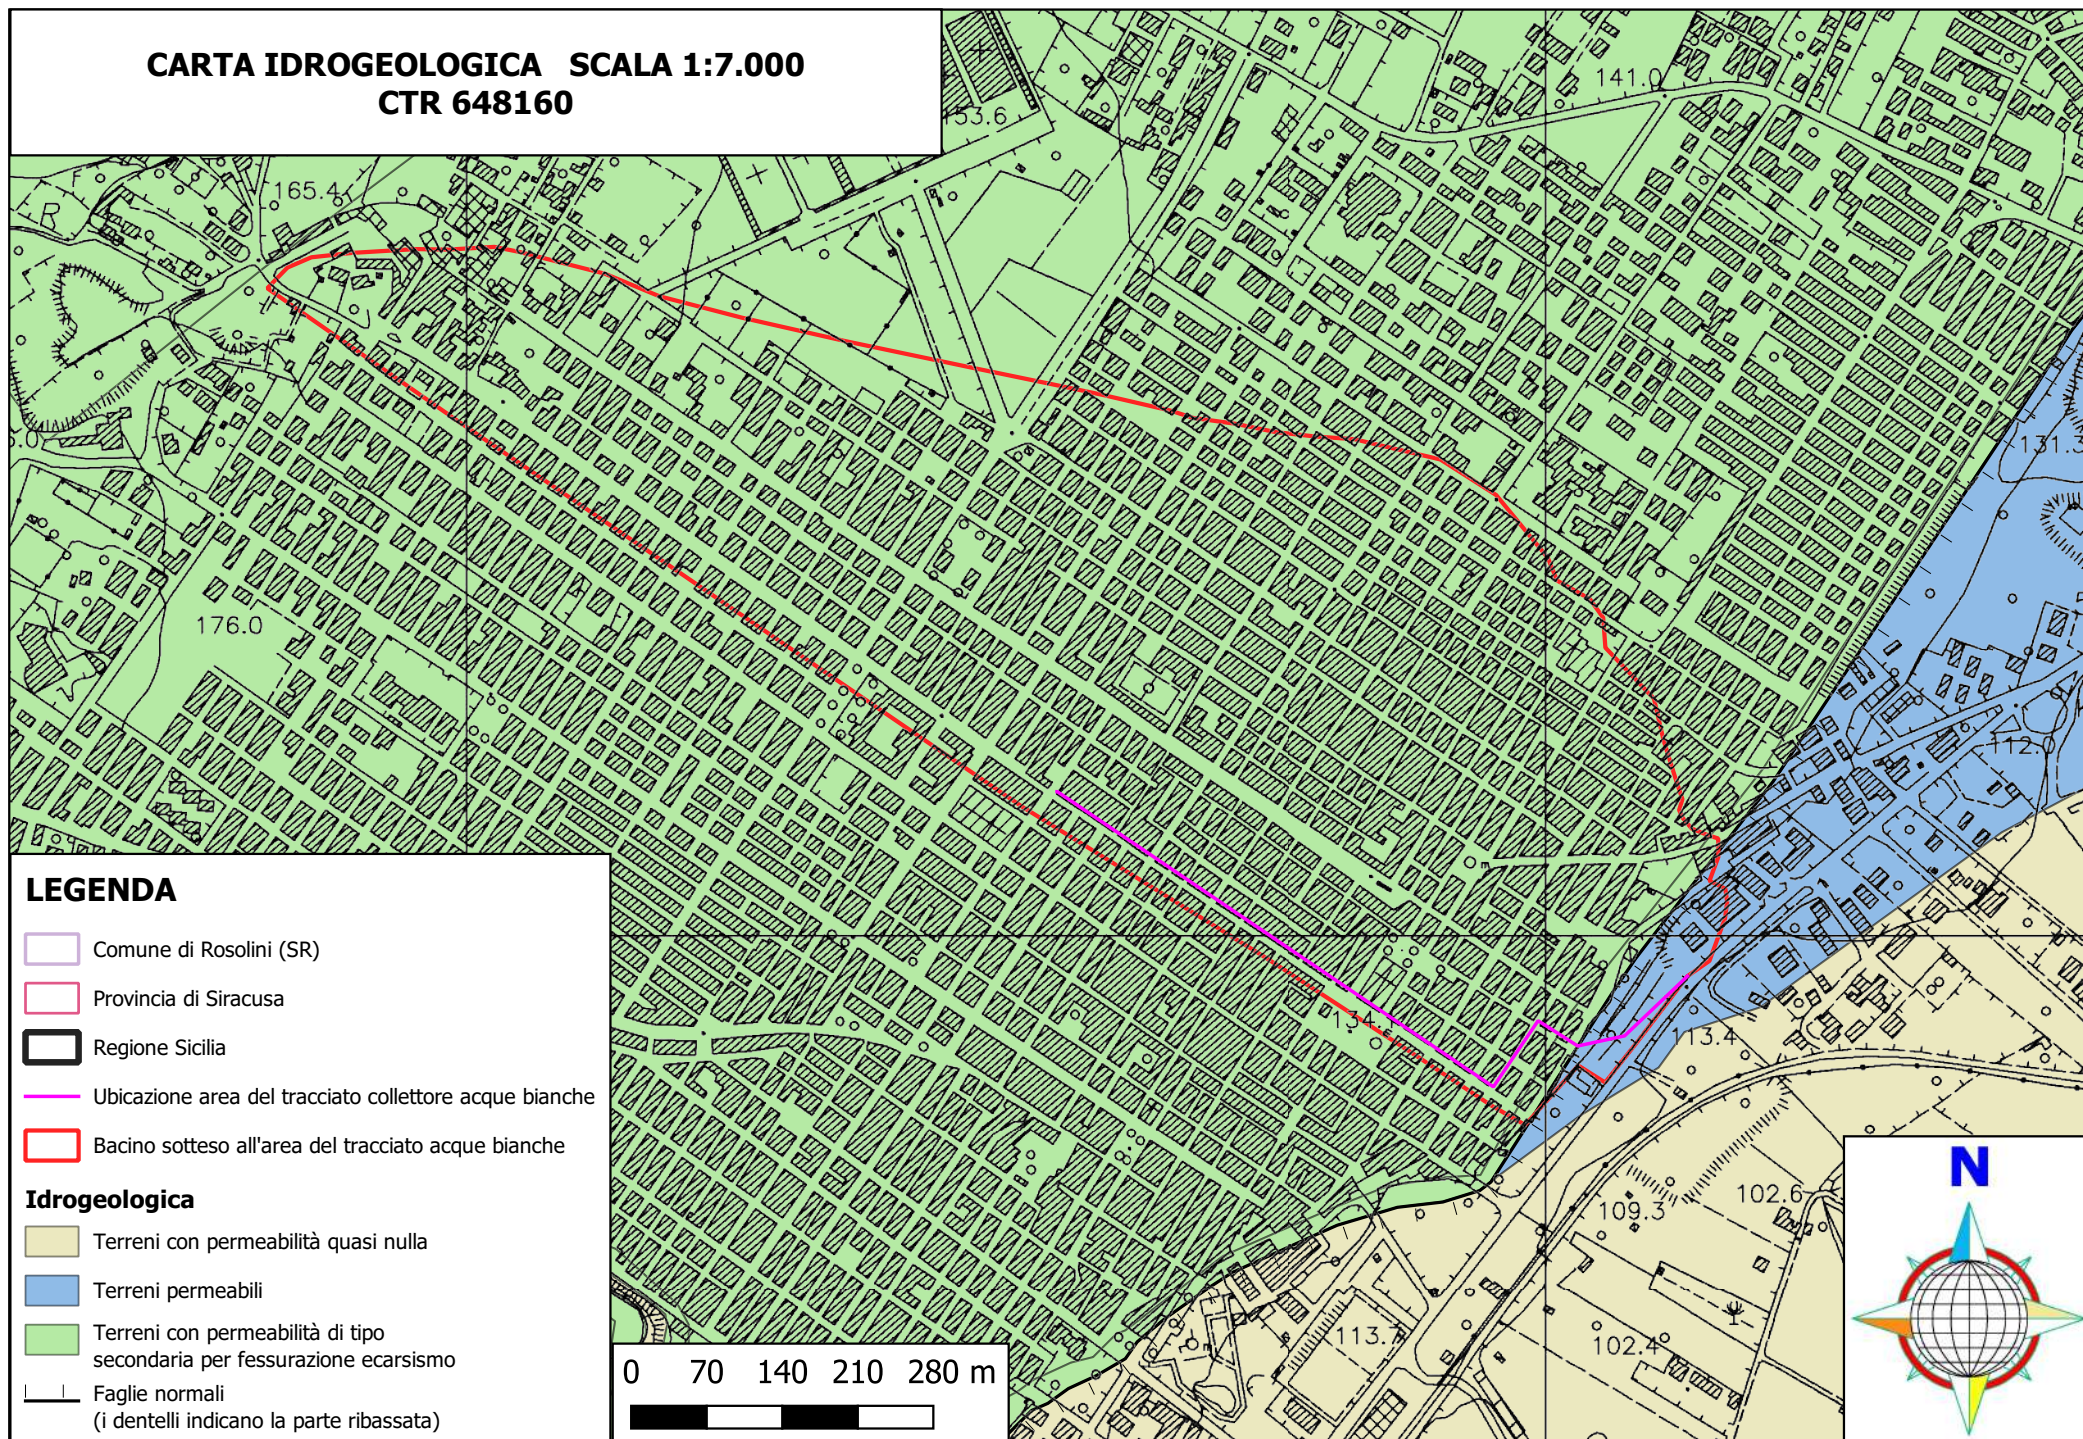 CARTA IDROGEOLOGICA   SCALA 1:7.000
CTR 648160
153.6
141.0
165.4
R
131.3
176.0
112.0
134.1
113.4
102.6
109.3
113.7
102.4
LEGENDA
Comune di Rosolini (SR)
Provincia di Siracusa
Regione Sicilia
Ubicazione area del tracciato collettore acque bianche
Bacino sotteso all'area del tracciato acque bianche
Idrogeologica
Terreni con permeabilità quasi nulla
Terreni permeabili
Terreni con permeabilità di tipo
secondaria per fessurazione ecarsismo
Faglie normali
(i dentelli indicano la parte ribassata)
0 70 140 210 280 m
N